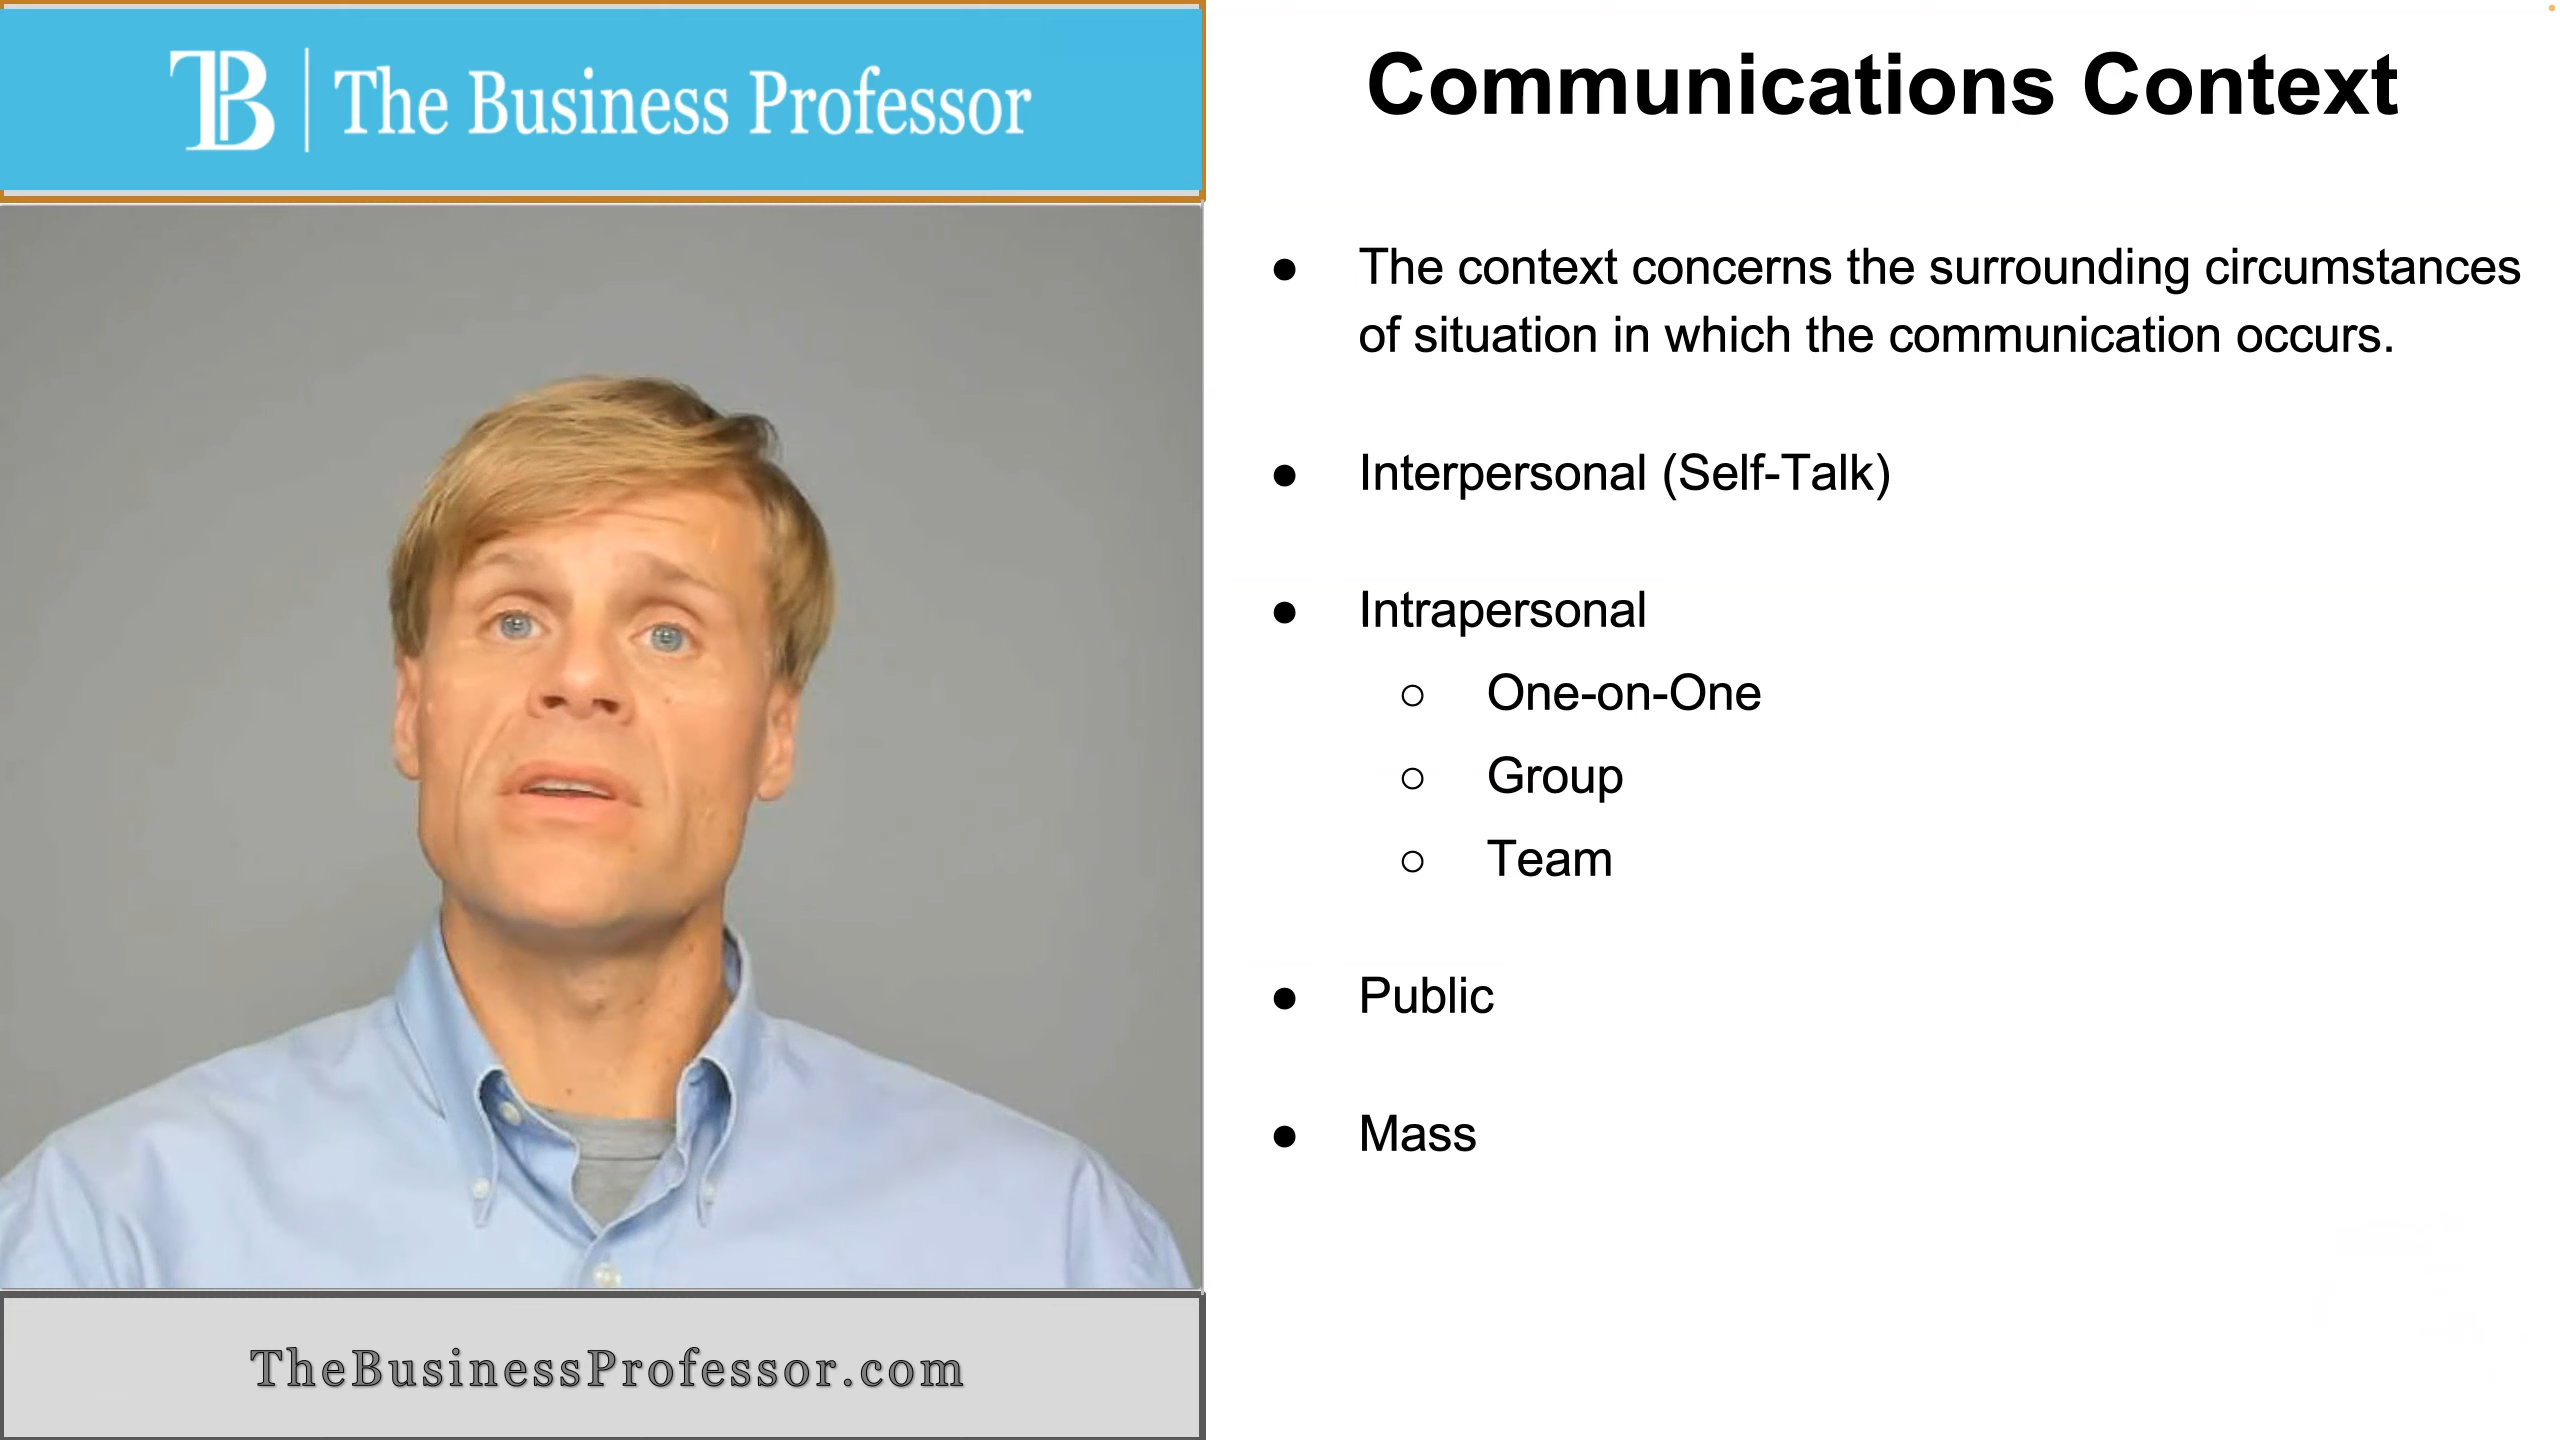 TB | The Business Professor
TheBusinessProfessor.com
Communications Context
● The context concerns the surrounding circumstances
of situation in which the communication occurs.
● Interpersonal (Self-Talk)
● Intrapersonal
○ One-on-One
○ Group
○ Team
● Public
● Mass